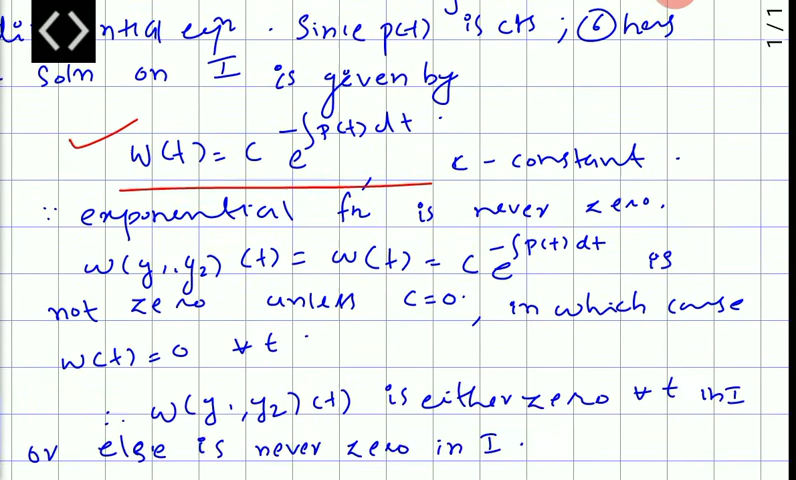 ntial eqn. Since p(t) is cts ; ⑥ has
soln on I is given by
W(t) = c e^{-∫p(t)dt}, c - constant.
∵ exponential fn is never zero.
W(y₁,y₂)(t) = W(t) = c e^{-∫p(t)dt} is
not zero unless c=0, in which case
W(t) = 0 ∀ t
∴ W(y₁,y₂)(t) is either zero ∀ t in I
or else is never zero in I.
1/1